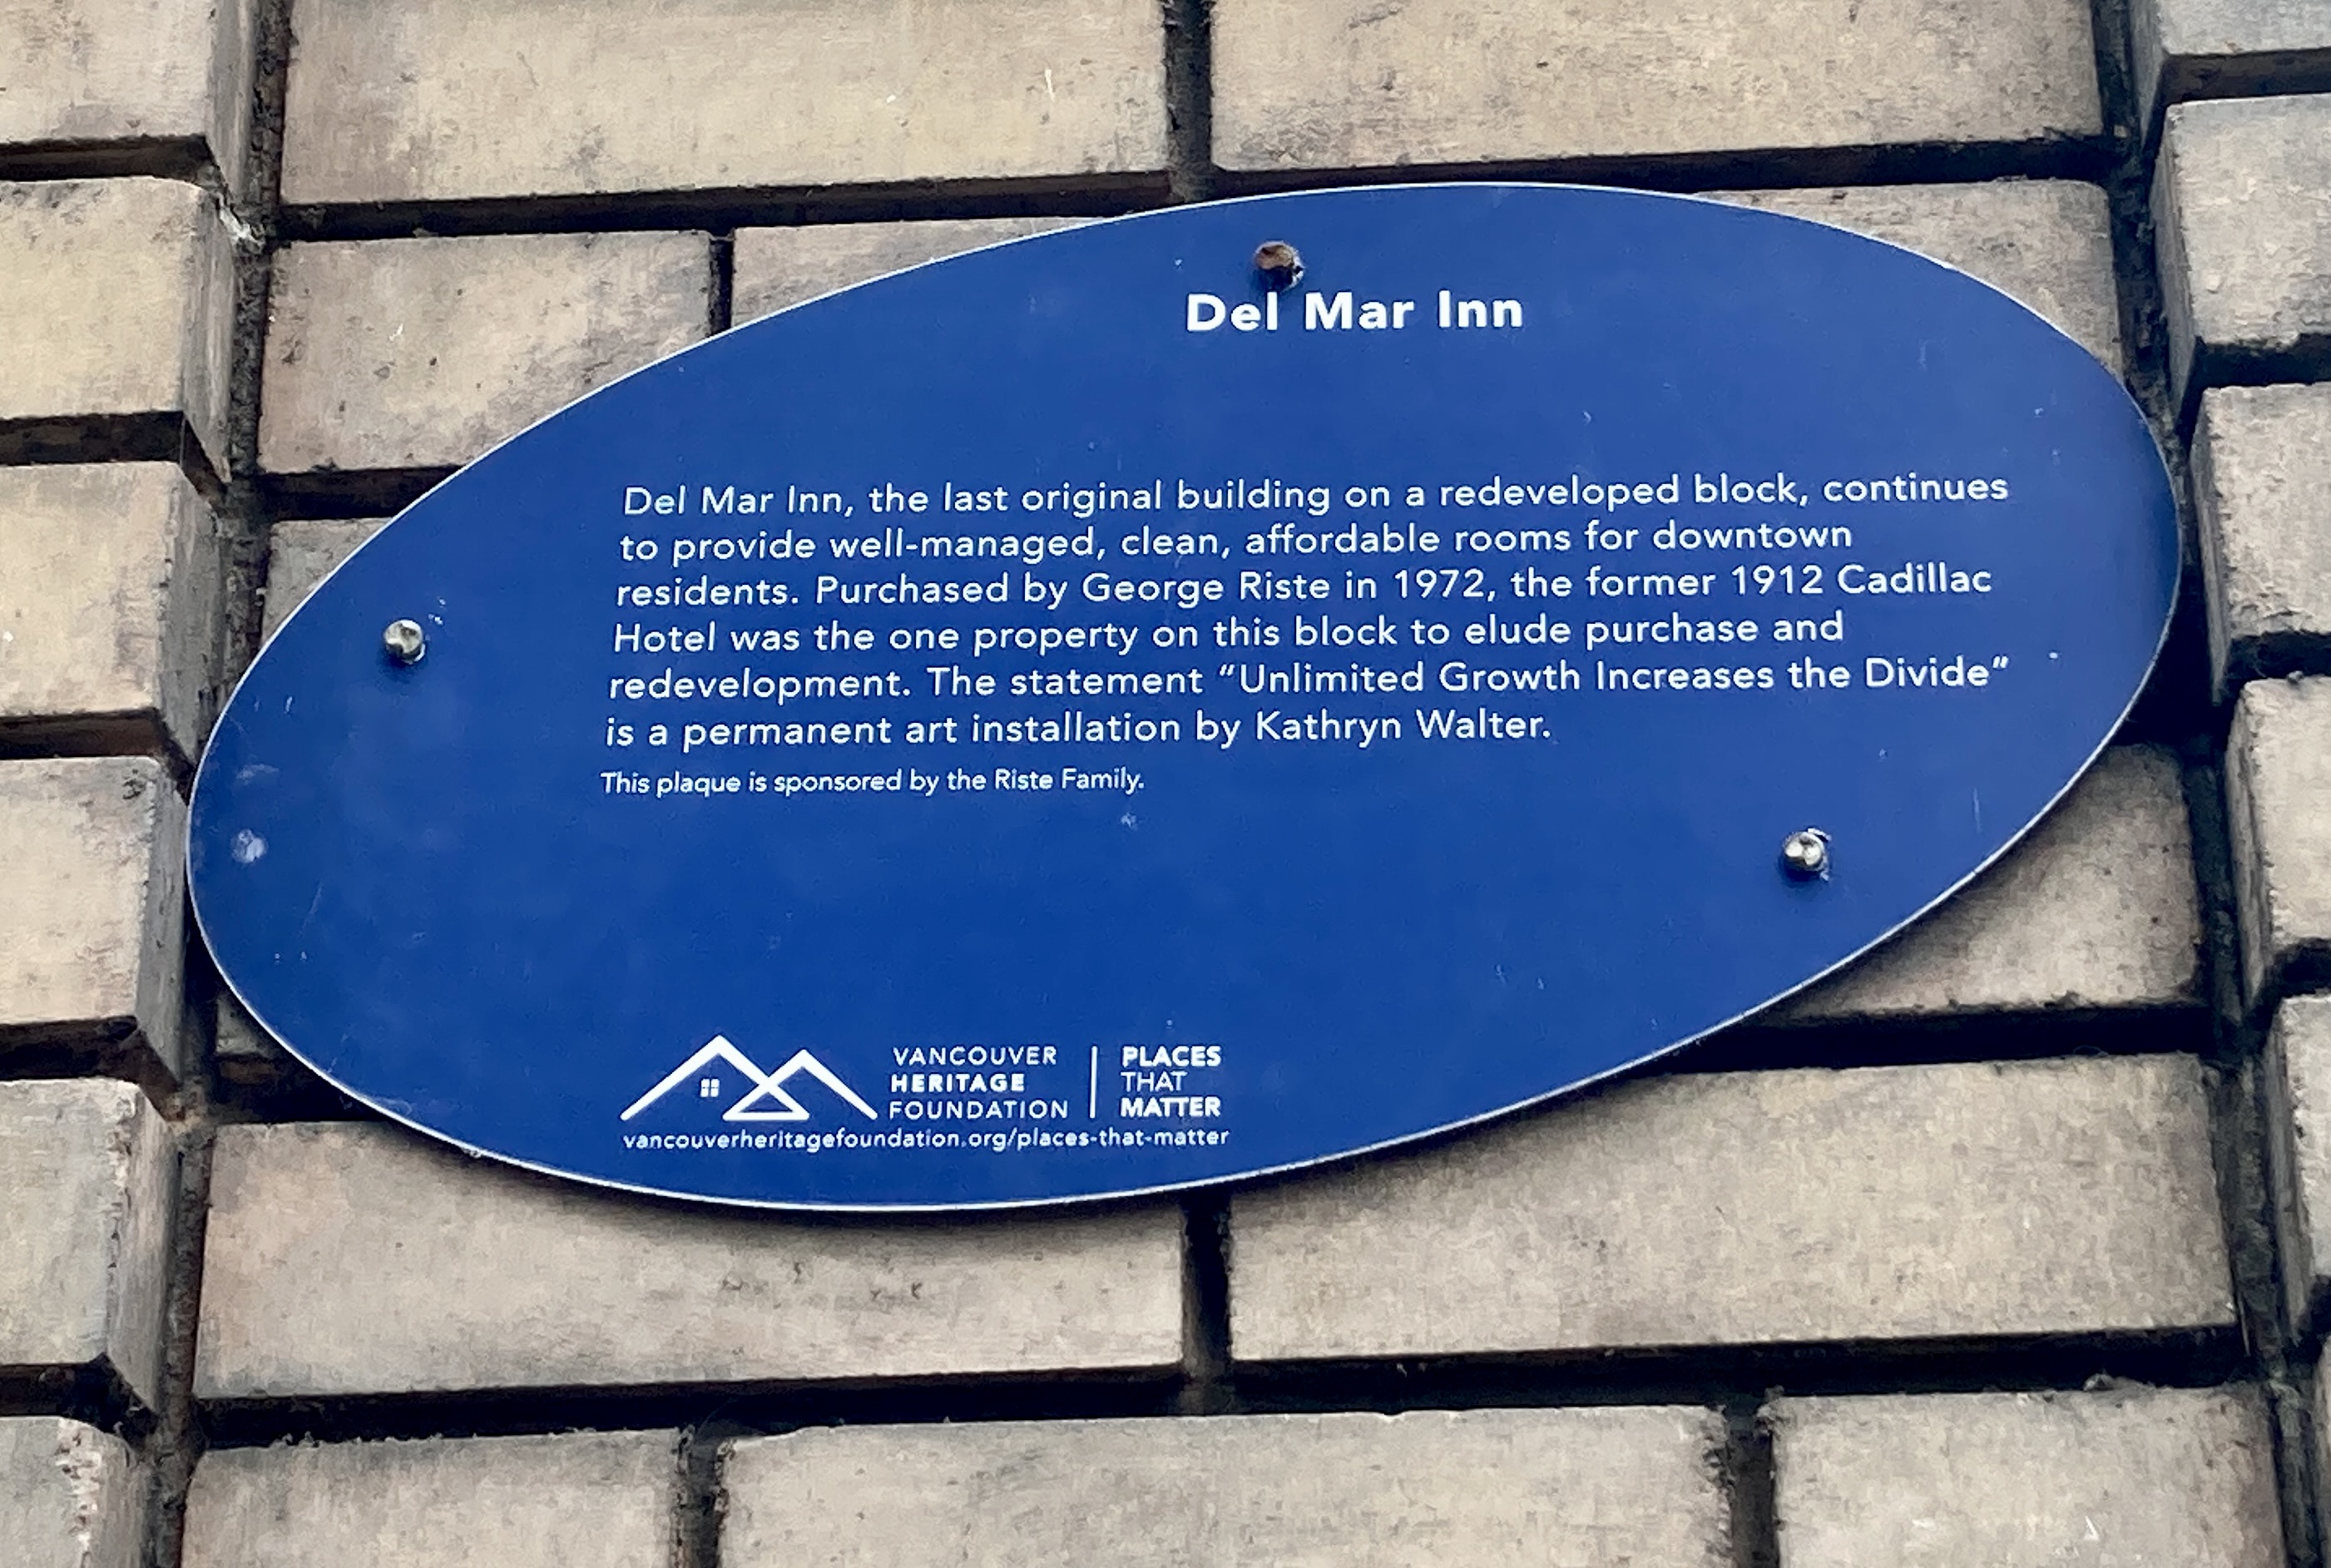 Del Mar Inn
Del Mar Inn, the last original building on a redeveloped block, continues
to provide well-managed, clean, affordable rooms for downtown
residents. Purchased by George Riste in 1972, the former 1912 Cadillac
Hotel was the one property on this block to elude purchase and
redevelopment. The statement “Unlimited Growth Increases the Divide”
is a permanent art installation by Kathryn Walter.
This plaque is sponsored by the Riste Family.
VANCOUVER
HERITAGE
FOUNDATION
PLACES
THAT
MATTER
vancouverheritagefoundation.org/places-that-matter